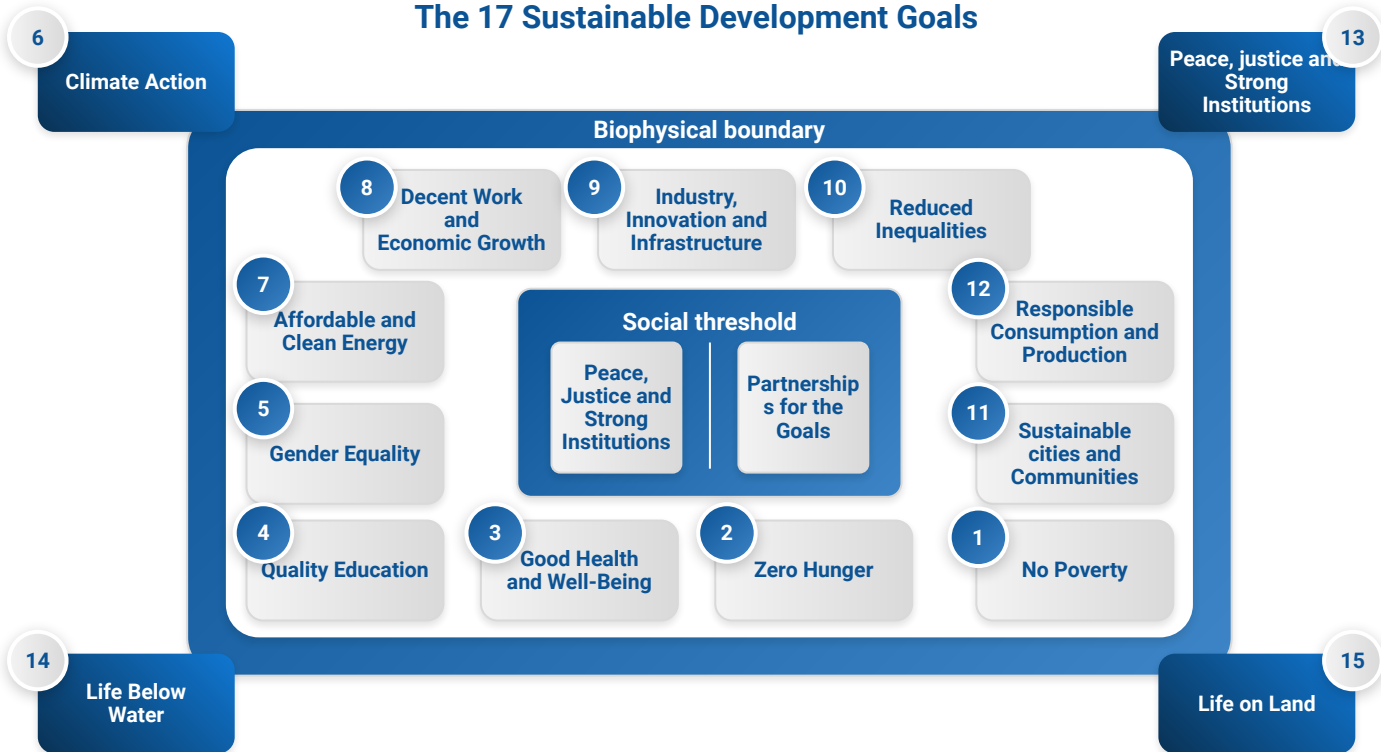 The 17 Sustainable Development Goals
6
Climate Action
13
Peace, justice and
Strong
Institutions
Biophysical boundary
8
Decent Work
and
Economic Growth
9
Industry,
Innovation and
Infrastructure
10
Reduced
Inequalities
7
Affordable and
Clean Energy
12
Responsible
Consumption and
Production
Social threshold
Peace,
Justice and
Strong
Institutions
Partnership
s for the
Goals
5
Gender Equality
11
Sustainable
cities and
Communities
4
Quality Education
3
Good Health
and Well-Being
2
Zero Hunger
1
No Poverty
14
Life Below
Water
15
Life on Land